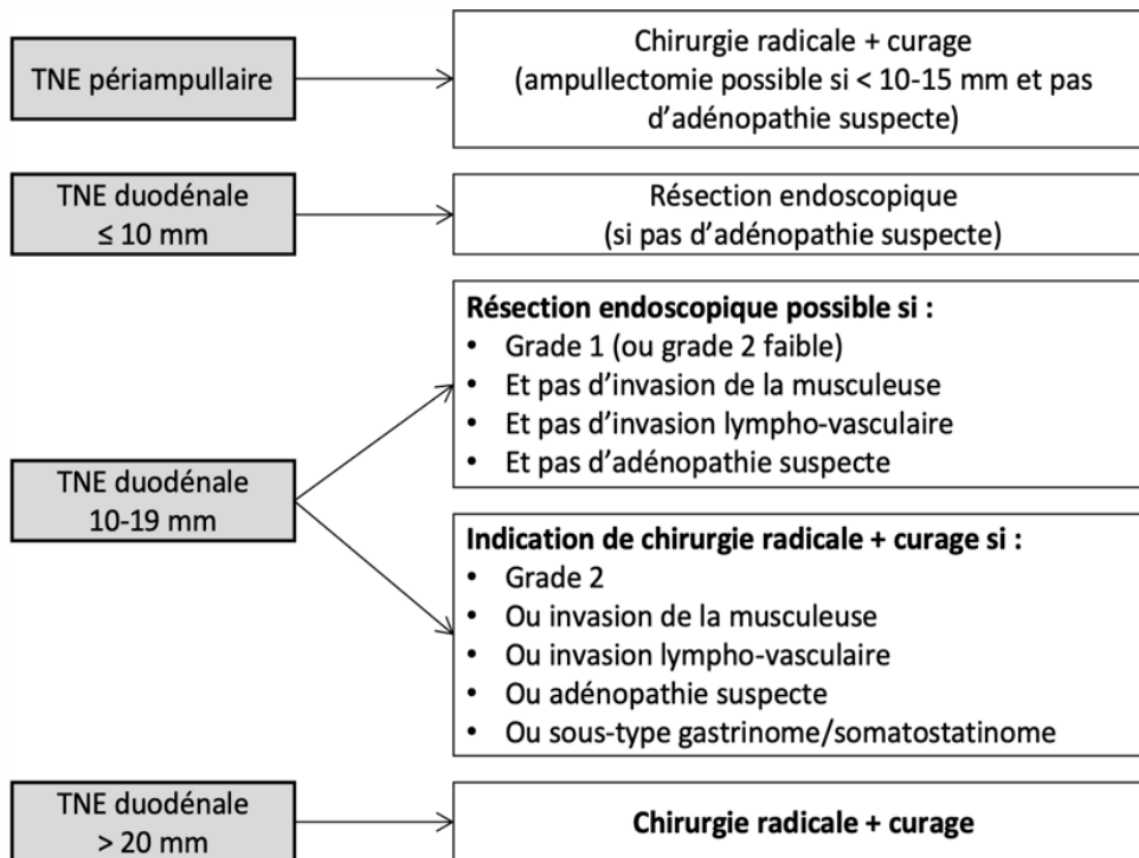 TNE périampullaire
Chirurgie radicale + curage
(ampullectomie possible si < 10-15 mm et pas
d’adénopathie suspecte)
TNE duodénale
≤ 10 mm
Résection endoscopique
(si pas d’adénopathie suspecte)
TNE duodénale
10-19 mm
Résection endoscopique possible si :
• Grade 1 (ou grade 2 faible)
• Et pas d’invasion de la musculeuse
• Et pas d’invasion lympho-vasculaire
• Et pas d’adénopathie suspecte
Indication de chirurgie radicale + curage si :
• Grade 2
• Ou invasion de la musculeuse
• Ou invasion lympho-vasculaire
• Ou adénopathie suspecte
• Ou sous-type gastrinome/somatostatinome
TNE duodénale
> 20 mm
Chirurgie radicale + curage